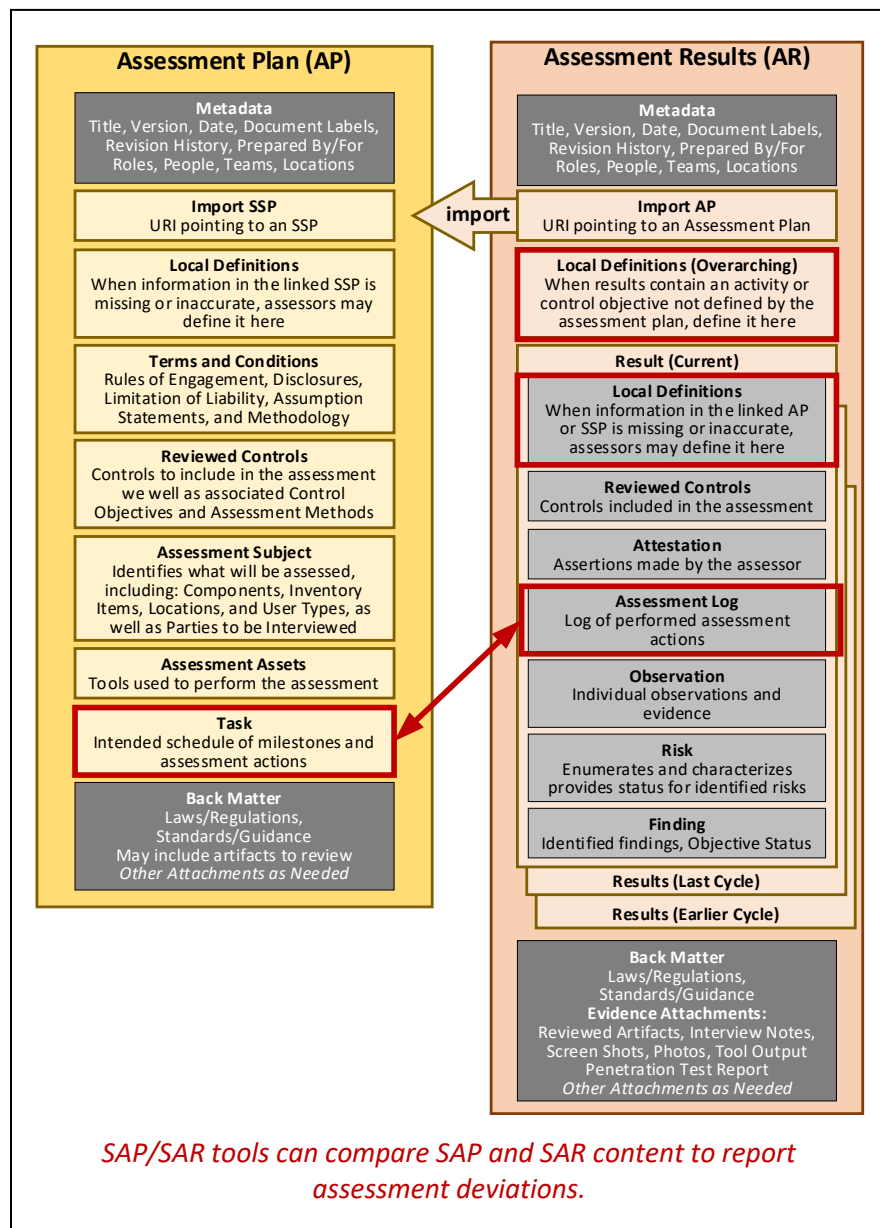 Assessment Plan (AP)
Metadata
Title, Version, Date, Document Labels,
Revision History, Prepared By/For
Roles, People, Teams, Locations
Import SSP
URI pointing to an SSP
Local Definitions
When information in the linked SSP is
missing or inaccurate, assessors may
define it here
Terms and Conditions
Rules of Engagement, Disclosures,
Limitation of Liability, Assumption
Statements, and Methodology
Reviewed Controls
Controls to include in the assessment
we well as associated Control
Objectives and Assessment Methods
Assessment Subject
Identifies what will be assessed,
including: Components, Inventory
Items, Locations, and User Types, as
well as Parties to be Interviewed
Assessment Assets
Tools used to perform the assessment
Task
Intended schedule of milestones and
assessment actions
Back Matter
Laws/Regulations,
Standards/Guidance
May include artifacts to review
Other Attachments as Needed
import
Assessment Results (AR)
Metadata
Title, Version, Date, Document Labels,
Revision History, Prepared By/For
Roles, People, Teams, Locations
Import AP
URI pointing to an Assessment Plan
Local Definitions (Overarching)
When results contain an activity or
control objective not defined by the
assessment plan, define it here
Result (Current)
Local Definitions
When information in the linked AP
or SSP is missing or inaccurate,
assessors may define it here
Reviewed Controls
Controls included in the assessment
Attestation
Assertions made by the assessor
Assessment Log
Log of performed assessment
actions
Observation
Individual observations and
evidence
Risk
Enumerates and characterizes
provides status for identified risks
Finding
Identified findings, Objective Status
Results (Last Cycle)
Results (Earlier Cycle)
Back Matter
Laws/Regulations,
Standards/Guidance
Evidence Attachments:
Reviewed Artifacts, Interview Notes,
Screen Shots, Photos, Tool Output
Penetration Test Report
Other Attachments as Needed
SAP/SAR tools can compare SAP and SAR content to report
assessment deviations.